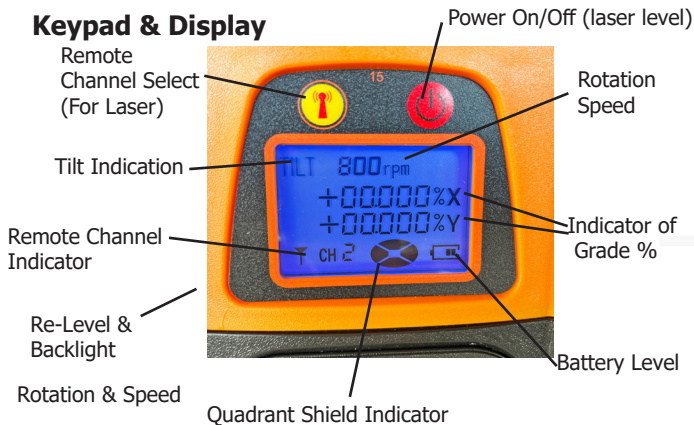 Keypad & Display
Power On/Off (laser level)
Remote
Channel Select
(For Laser)
15
Rotation
Speed
Tilt Indication
TILT 800rpm
+00.000%X
+00.000%Y
Indicator of
Grade %
Remote Channel
Indicator
CH 2
Re-Level &
Backlight
Battery Level
Rotation & Speed
Quadrant Shield Indicator